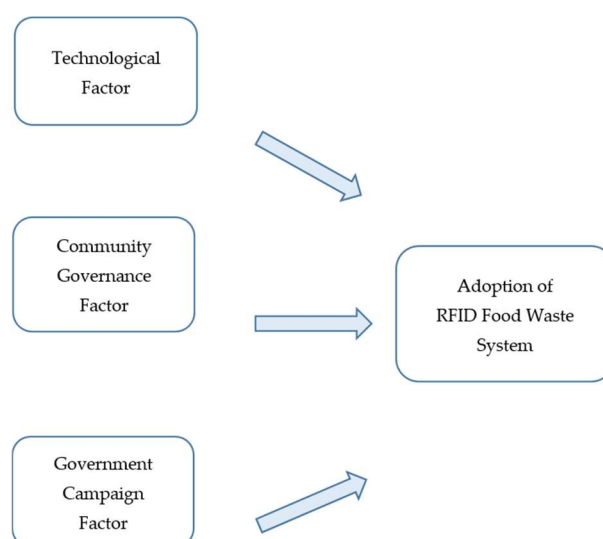 Technological
Factor
Community
Governance
Factor
Adoption of
RFID Food Waste
System
Government
Campaign
Factor